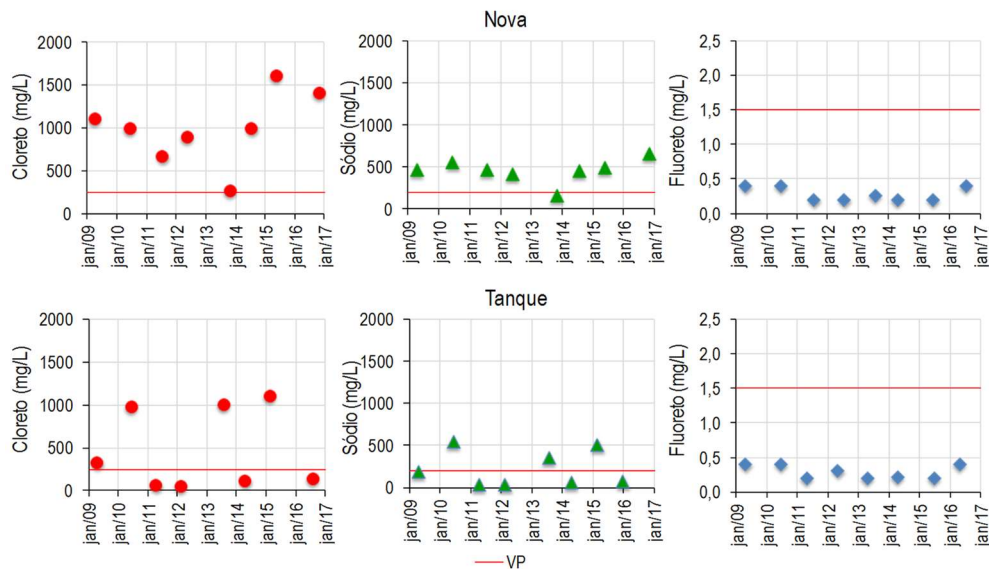 Nova
Cloreto (mg/L)
2000
1500
1000
500
0
jan/09
jan/10
jan/11
jan/12
jan/13
jan/14
jan/15
jan/16
jan/17
Sódio (mg/L)
2000
1500
1000
500
0
jan/09
jan/10
jan/11
jan/12
jan/13
jan/14
jan/15
jan/16
jan/17
Fluoreto (mg/L)
2,5
2,0
1,5
1,0
0,5
0,0
jan/09
jan/10
jan/11
jan/12
jan/13
jan/14
jan/15
jan/16
jan/17
Tanque
Cloreto (mg/L)
2000
1500
1000
500
0
jan/09
jan/10
jan/11
jan/12
jan/13
jan/14
jan/15
jan/16
jan/17
Sódio (mg/L)
2000
1500
1000
500
0
jan/09
jan/10
jan/11
jan/12
jan/13
jan/14
jan/15
jan/16
jan/17
Fluoreto (mg/L)
2,5
2,0
1,5
1,0
0,5
0,0
jan/09
jan/10
jan/11
jan/12
jan/13
jan/14
jan/15
jan/16
jan/17
VP